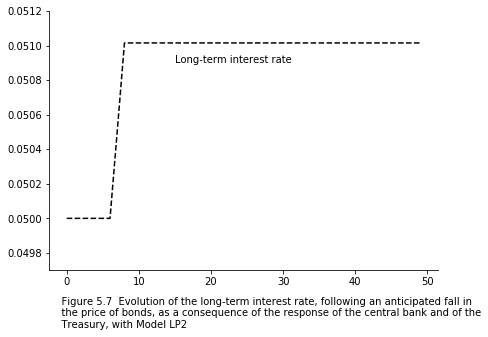 0.0512
0.0510
0.0508
0.0506
0.0504
0.0502
0.0500
0.0498
Long-term interest rate
0 10 20 30 40 50
Figure 5.7 Evolution of the long-term interest rate, following an anticipated fall in
the price of bonds, as a consequence of the response of the central bank and of the
Treasury, with Model LP2